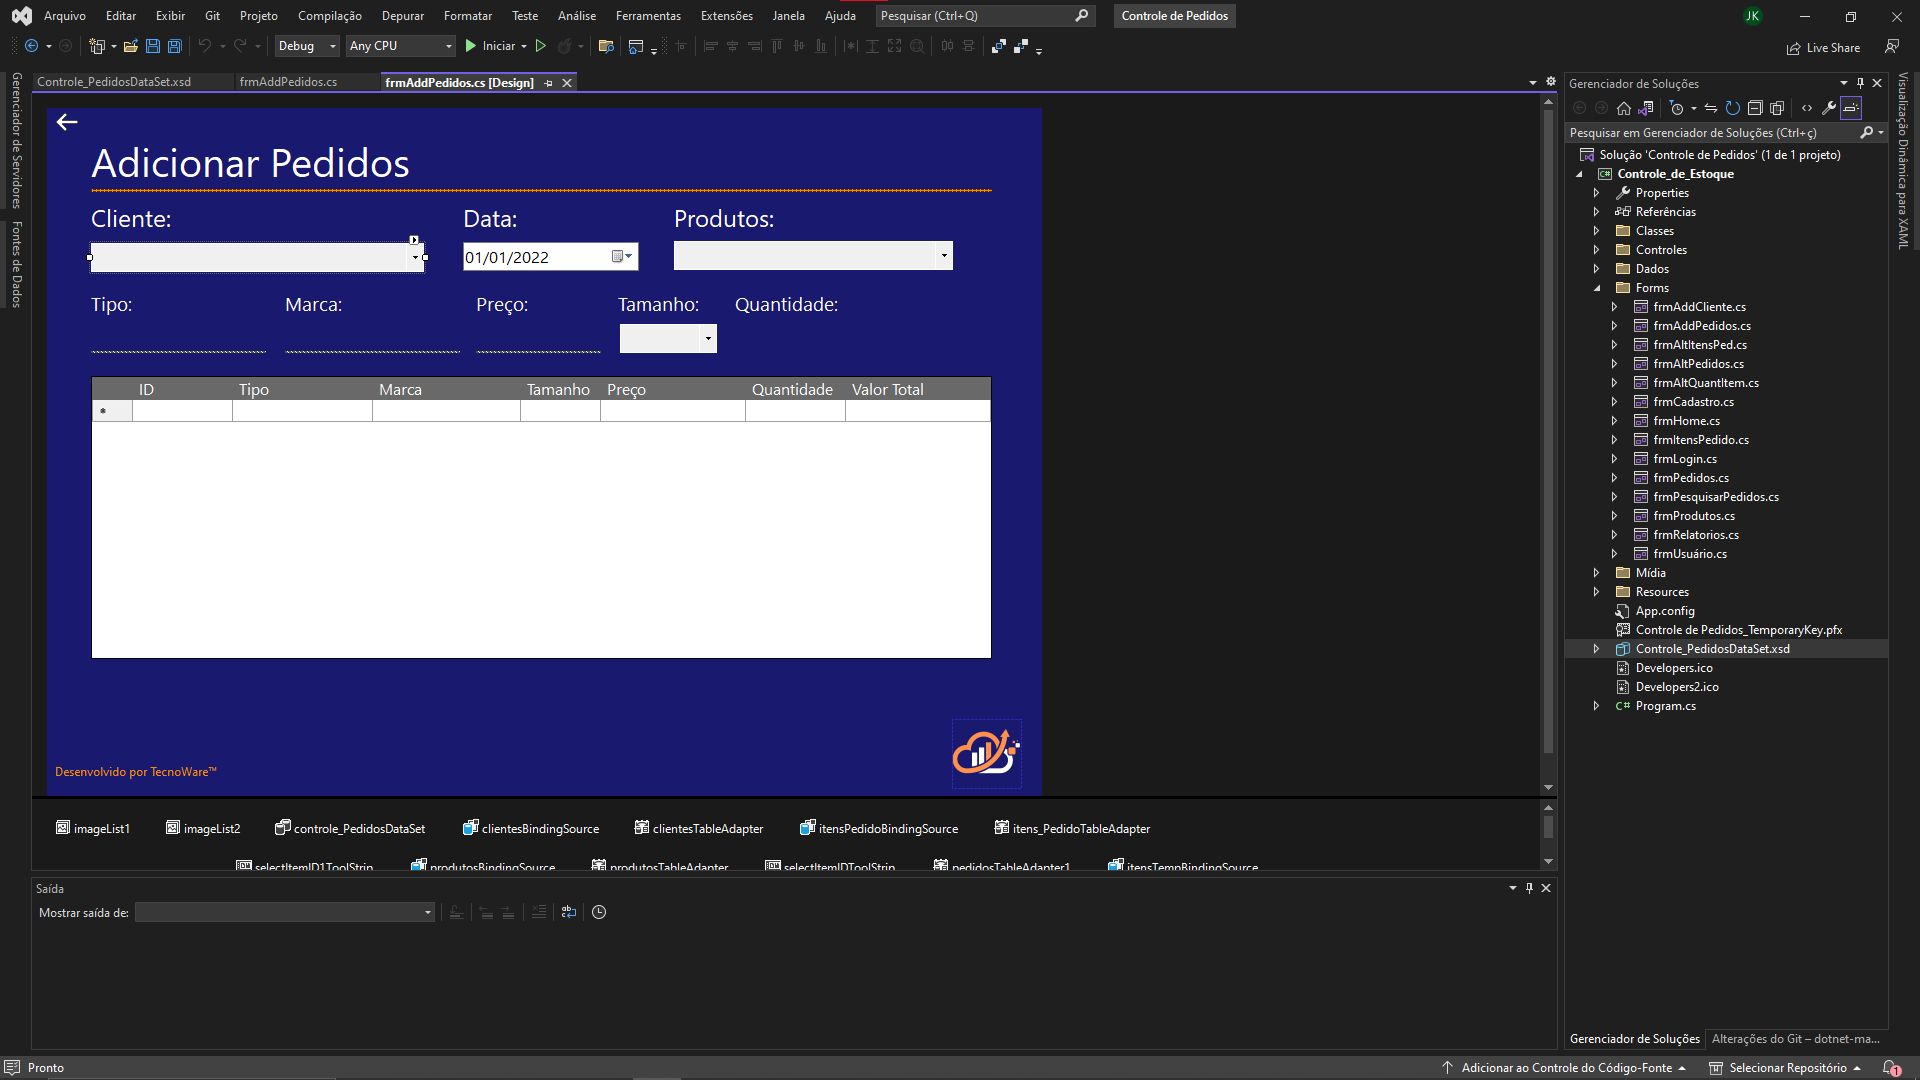 Arquivo Editar Exibir Git Projeto Compilação Depurar Formatar Teste Análise Ferramentas Extensões Janela Ajuda Pesquisar (Ctrl+Q) Controle de Pedidos JK
Debug Any CPU Iniciar Live Share
Gerenciador de Servidores
Fontes de Dados
Controle_PedidosDataSet.xsd frmAddPedidos.cs frmAddPedidos.cs [Design]
Adicionar Pedidos
Cliente: Data: Produtos:
01/01/2022
Tipo: Marca: Preço: Tamanho: Quantidade:
ID Tipo Marca Tamanho Preço Quantidade Valor Total
Desenvolvido por TecnoWare™
imageList1 imageList2 controle_PedidosDataSet clientesBindingSource clientesTableAdapter itensPedidoBindingSource itens_PedidoTableAdapter
selectItemID1ToolStrip produtosBindingSource produtosTableAdapter selectItemIDToolStrip pedidosTableAdapter1 itensTempBindingSource
Saída
Mostrar saída de:
Gerenciador de Soluções
Pesquisar em Gerenciador de Soluções (Ctrl+ç)
Solução 'Controle de Pedidos' (1 de 1 projeto)
Controle_de_Estoque
Properties
Referências
Classes
Controles
Dados
Forms
frmAddCliente.cs
frmAddPedidos.cs
frmAltItensPed.cs
frmAltPedidos.cs
frmAltQuantItem.cs
frmCadastro.cs
frmHome.cs
frmItensPedido.cs
frmLogin.cs
frmPedidos.cs
frmPesquisarPedidos.cs
frmProdutos.cs
frmRelatorios.cs
frmUsuário.cs
Mídia
Resources
App.config
Controle de Pedidos_TemporaryKey.pfx
Controle_PedidosDataSet.xsd
Developers.ico
Developers2.ico
C# Program.cs
Gerenciador de Soluções Alterações do Git – dotnet-ma...
Visualização Dinâmica para XAML
Pronto Adicionar ao Controle do Código-Fonte Selecionar Repositório 1